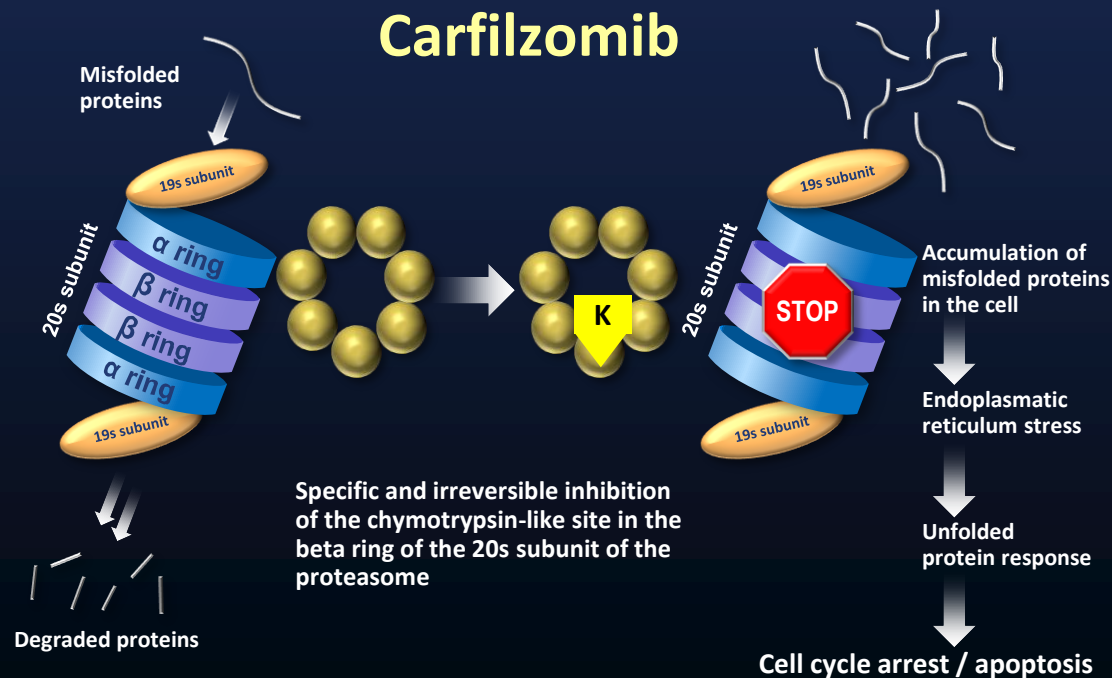 Carfilzomib
Misfolded
proteins
19s subunit
20s subunit
α ring
β ring
β ring
α ring
19s subunit
Degraded proteins
K
Specific and irreversible inhibition
of the chymotrypsin-like site in the
beta ring of the 20s subunit of the
proteasome
19s subunit
20s subunit
STOP
19s subunit
Accumulation of
misfolded proteins
in the cell
Endoplasmatic
reticulum stress
Unfolded
protein response
Cell cycle arrest / apoptosis